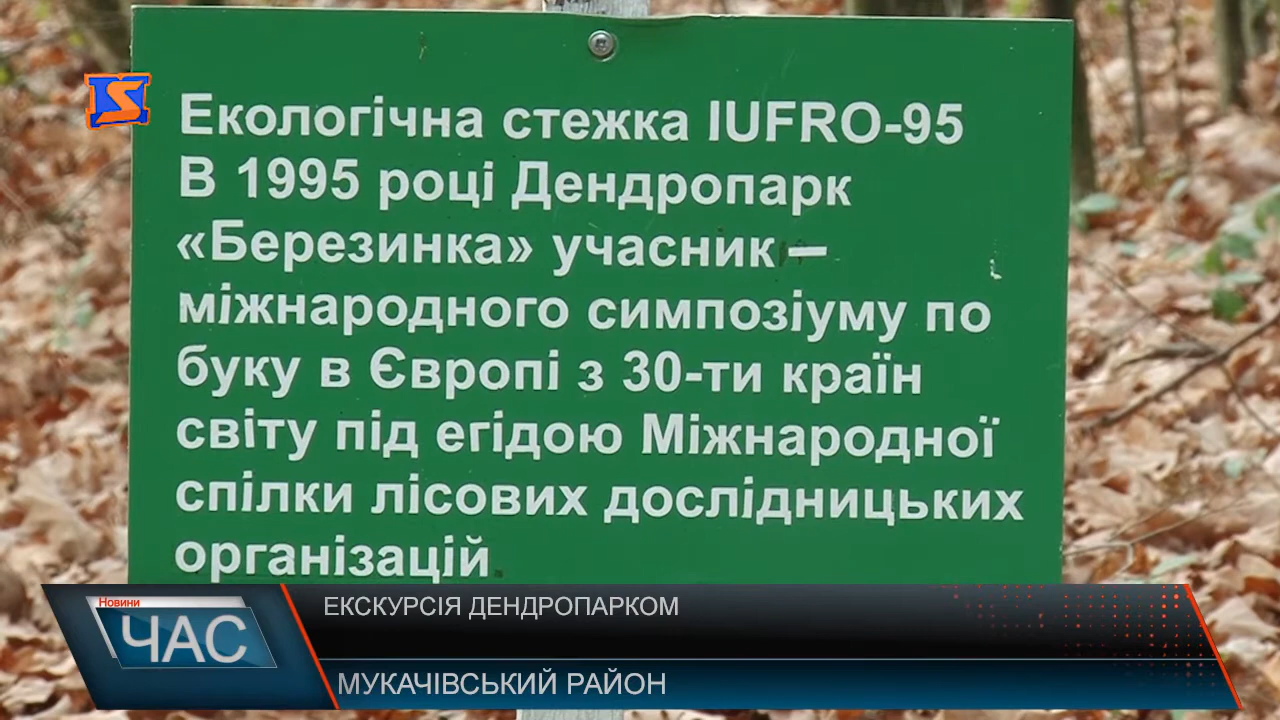 Екологічна стежка IUFRO-95
В 1995 році Дендропарк
«Березинка» учасник –
міжнародного симпозіуму по
буку в Європі з 30-ти країн
світу під егідою Міжнародної
спілки лісових дослідницьких
організацій
Новини
ЧАС
ЕКСКУРСІЯ ДЕНДРОПАРКОМ
МУКАЧІВСЬКИЙ РАЙОН